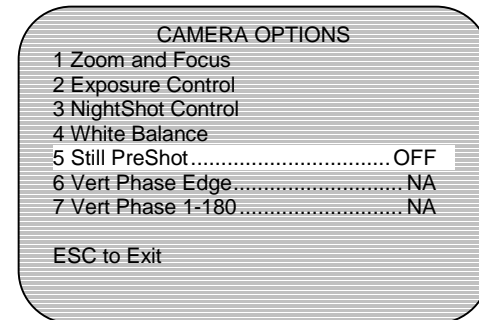 CAMERA OPTIONS
1 Zoom and Focus
2 Exposure Control
3 NightShot Control
4 White Balance
5 Still PreShot................................. OFF
6 Vert Phase Edge............................ NA
7 Vert Phase 1-180........................... NA
ESC to Exit